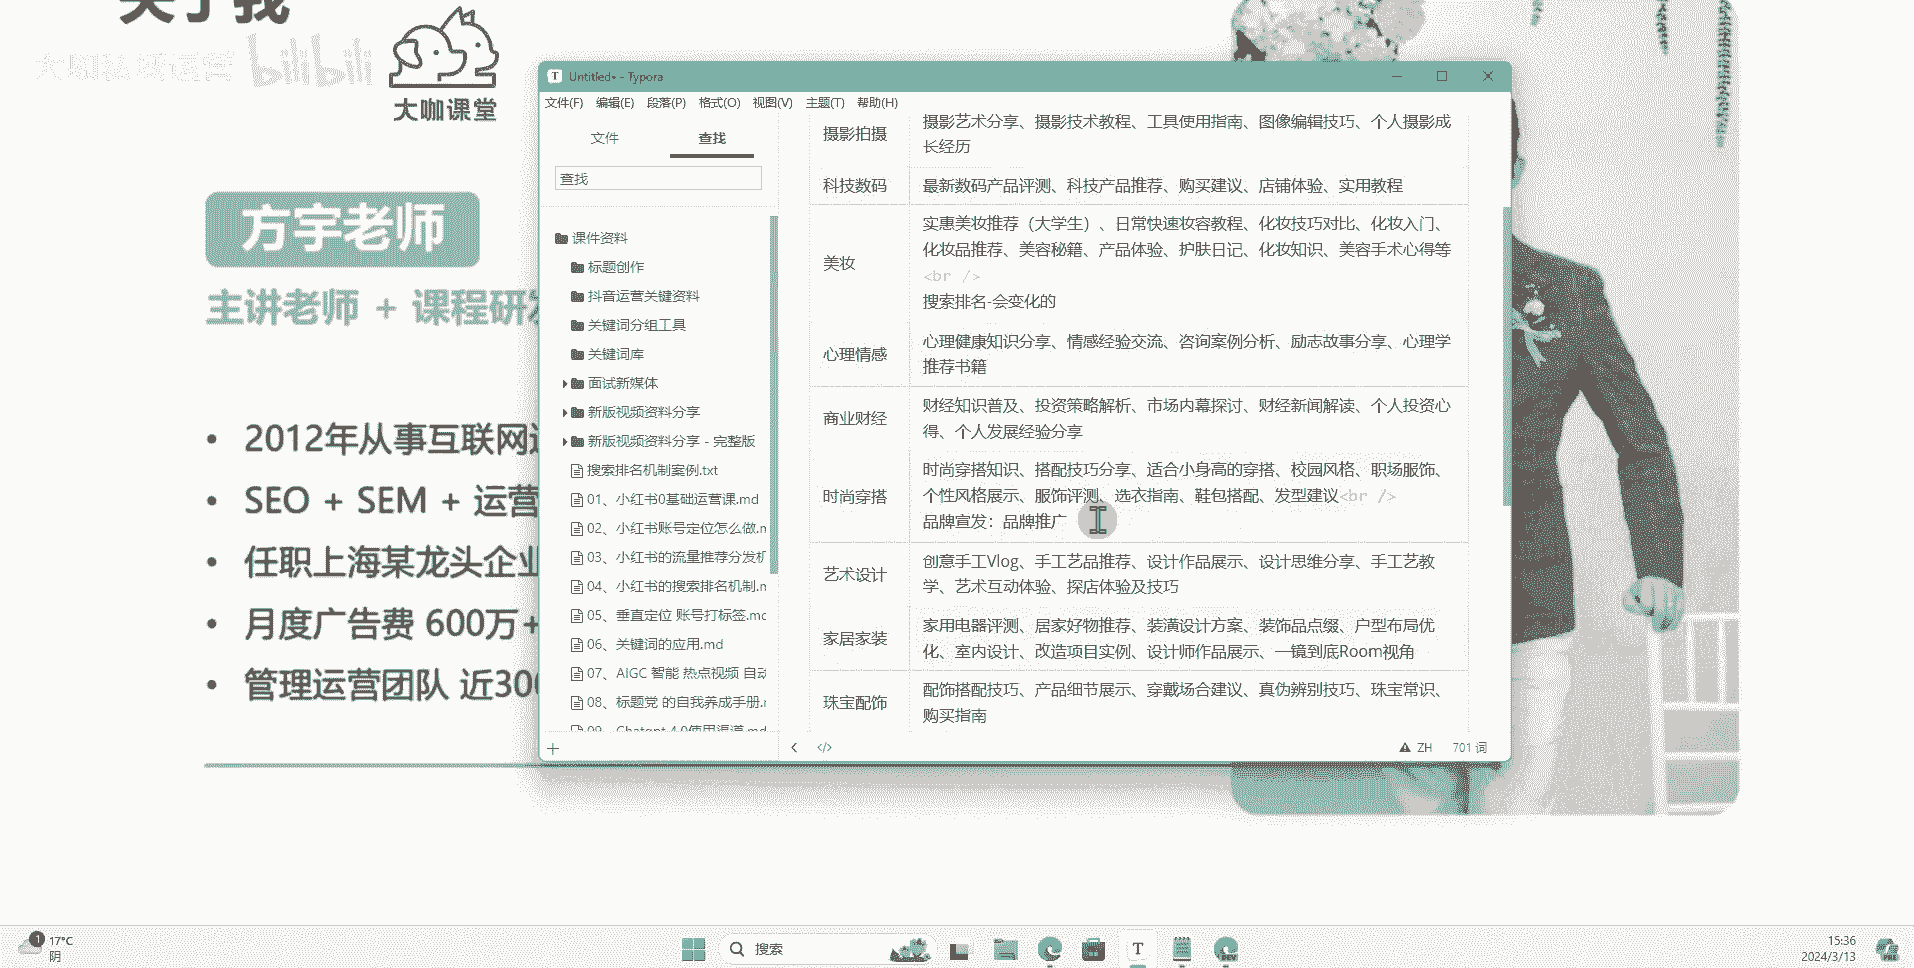 关于我
bilibili
大咖课堂
方宇老师
主讲老师 + 课程研发
2012年从事互联网
SEO + SEM + 运营
任职上海某龙头企业
月度广告费 600万+
管理运营团队 近300
Untitled• - Typora
文件(F) 编辑(E) 段落(P) 格式(O) 视图(V) 主题(T) 帮助(H)
文件 查找
查找
课件资料
标题创作
抖音运营关键资料
关键词分组工具
关键词库
面试新媒体
新版视频资料分享
新版视频资料分享 - 完整版
搜索排名机制案例.txt
01、小红书0基础运营课.md
02、小红书账号定位怎么做.m
03、小红书的流量推荐分发机
04、小红书的搜索排名机制.m
05、垂直定位 账号打标签.md
06、关键词的应用.md
07、AIGC 智能 热点视频 自动
08、标题党 的自我养成手册.m
09、Chatgpt 4.0使用渠道.md
摄影拍摄
摄影艺术分享、摄影技术教程、工具使用指南、图像编辑技巧、个人摄影成
长经历
科技数码
最新数码产品评测、科技产品推荐、购买建议、店铺体验、实用教程
美妆
实惠美妆推荐（大学生）、日常快速妆容教程、化妆技巧对比、化妆入门、
化妆品推荐、美容秘籍、产品体验、护肤日记、化妆知识、美容手术心得等
<br />
搜索排名-会变化的
心理情感
心理健康知识分享、情感经验交流、咨询案例分析、励志故事分享、心理学
推荐书籍
商业财经
财经知识普及、投资策略解析、市场内幕探讨、财经新闻解读、个人投资心
得、个人发展经验分享
时尚穿搭
时尚穿搭知识、搭配技巧分享、适合小身高的穿搭、校园风格、职场服饰、
个性风格展示、服饰评测、选衣指南、鞋包搭配、发型建议<br />
品牌宣发：品牌推广
艺术设计
创意手工Vlog、手工艺品推荐、设计作品展示、设计思维分享、手工艺教
学、艺术互动体验、探店体验及技巧
家居家装
家用电器评测、居家好物推荐、装潢设计方案、装饰品点缀、户型布局优
化、室内设计、改造项目实例、设计师作品展示、一镜到底Room视角
珠宝配饰
配饰搭配技巧、产品细节展示、穿戴场合建议、真伪辨别技巧、珠宝常识、
购买指南
ZH 701 词
1
17°C
阴
搜索
DEV
15:36
2024/3/13
PRE